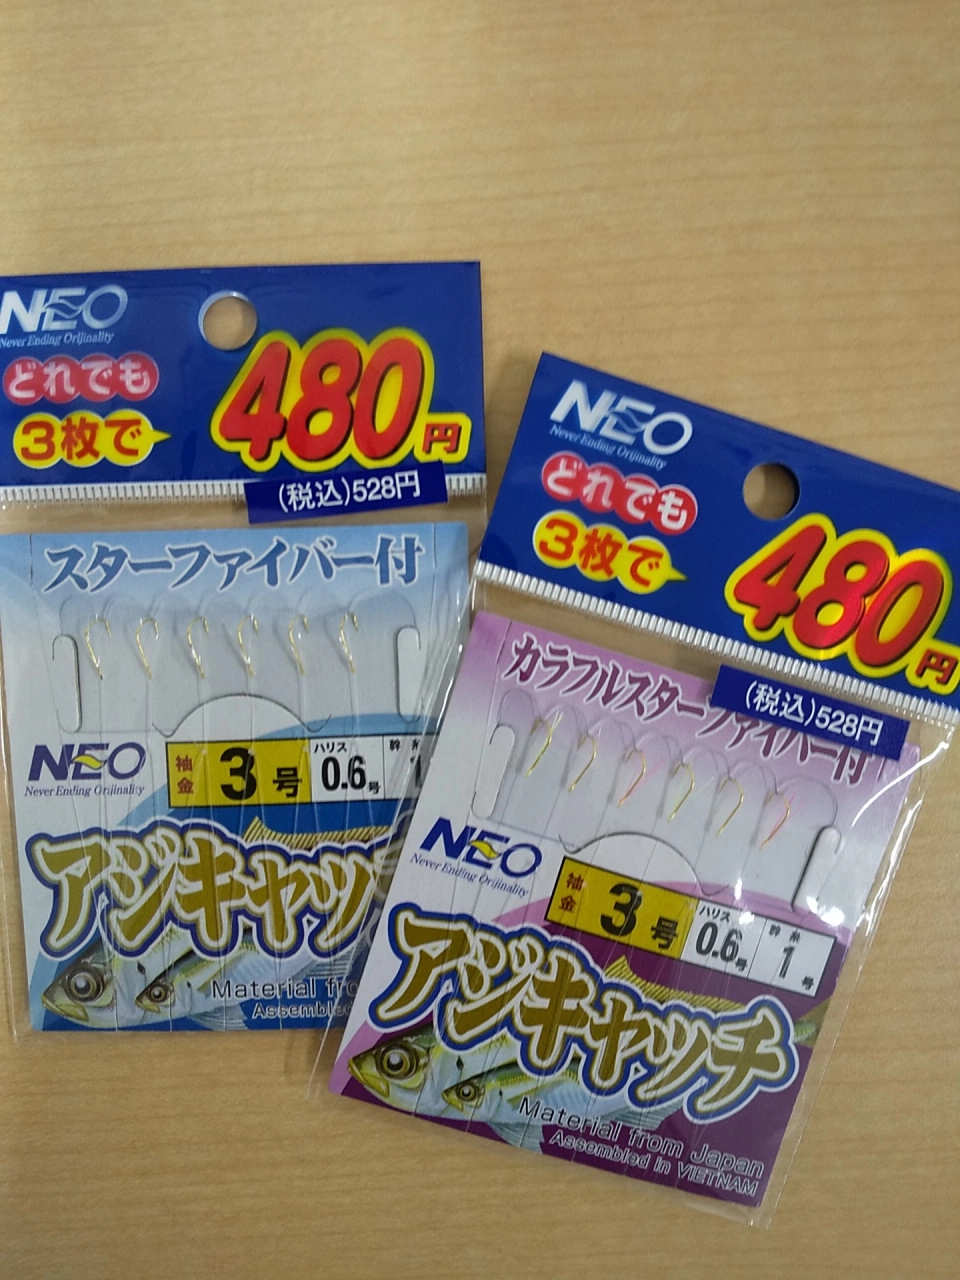 NEO
Never Ending Orijinality
どれでも
3枚で
480円
(税込)528円
スターファイバー付
NEO
Never Ending Orijinality
袖金 3号 ハリス 0.6号 幹糸 1
アジキャッ
Material fro
Assembled
NEO
Never Ending Orijinality
どれでも
3枚で
480円
(税込)528円
カラフルスターファイバー付
NEO
Never Ending Orijinality
袖金 3号 ハリス 0.6号 幹糸 1号
アジキャッチ
Material from Japan
Assembled in VIETNAM